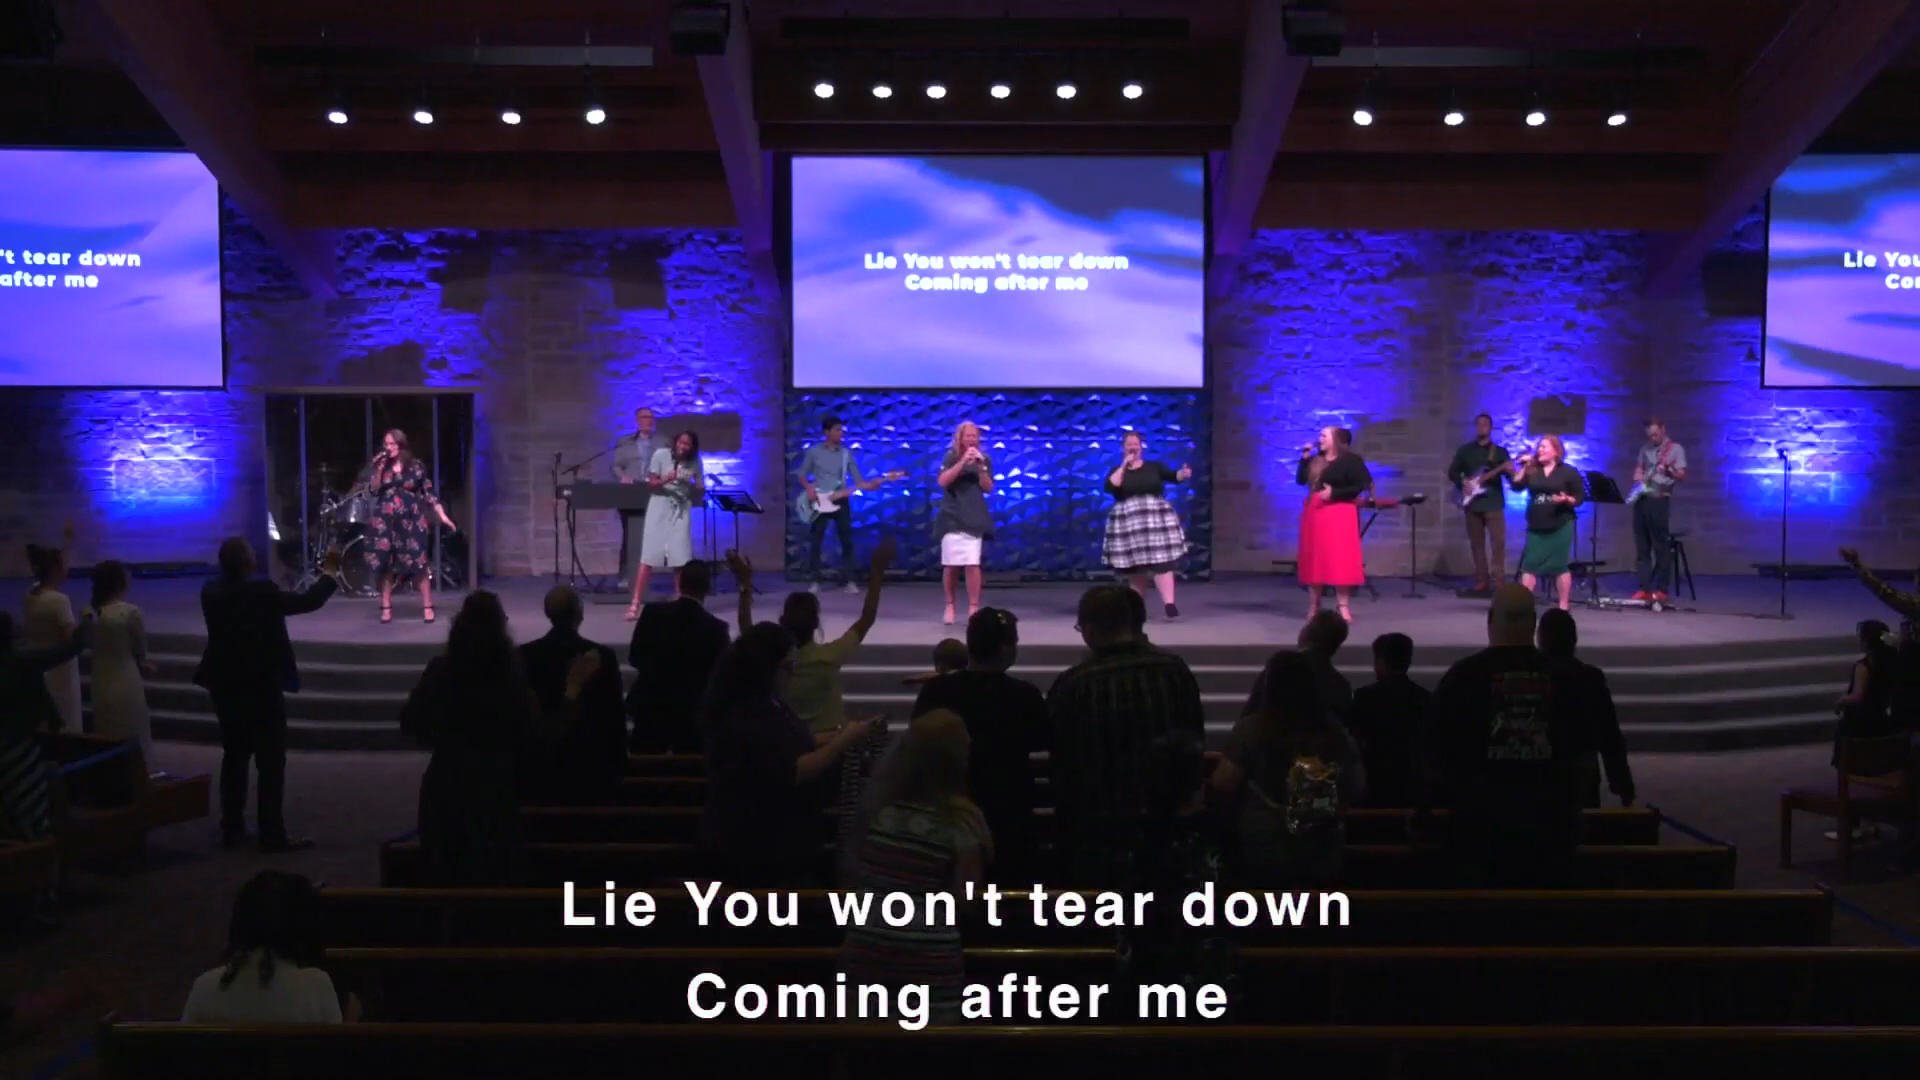 't tear down
after me
Lie You won't tear down
Coming after me
Lie You
Co
Lie You won't tear down
Coming after me